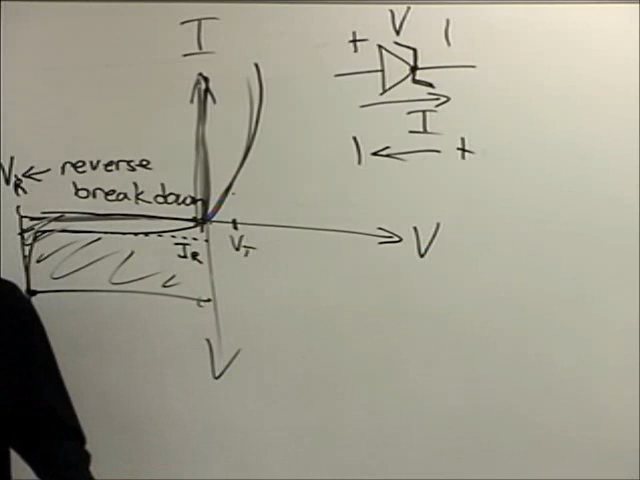 I
V
+ -
I
- +
V_R ← reverse
breakdown
I_R
V_T
V